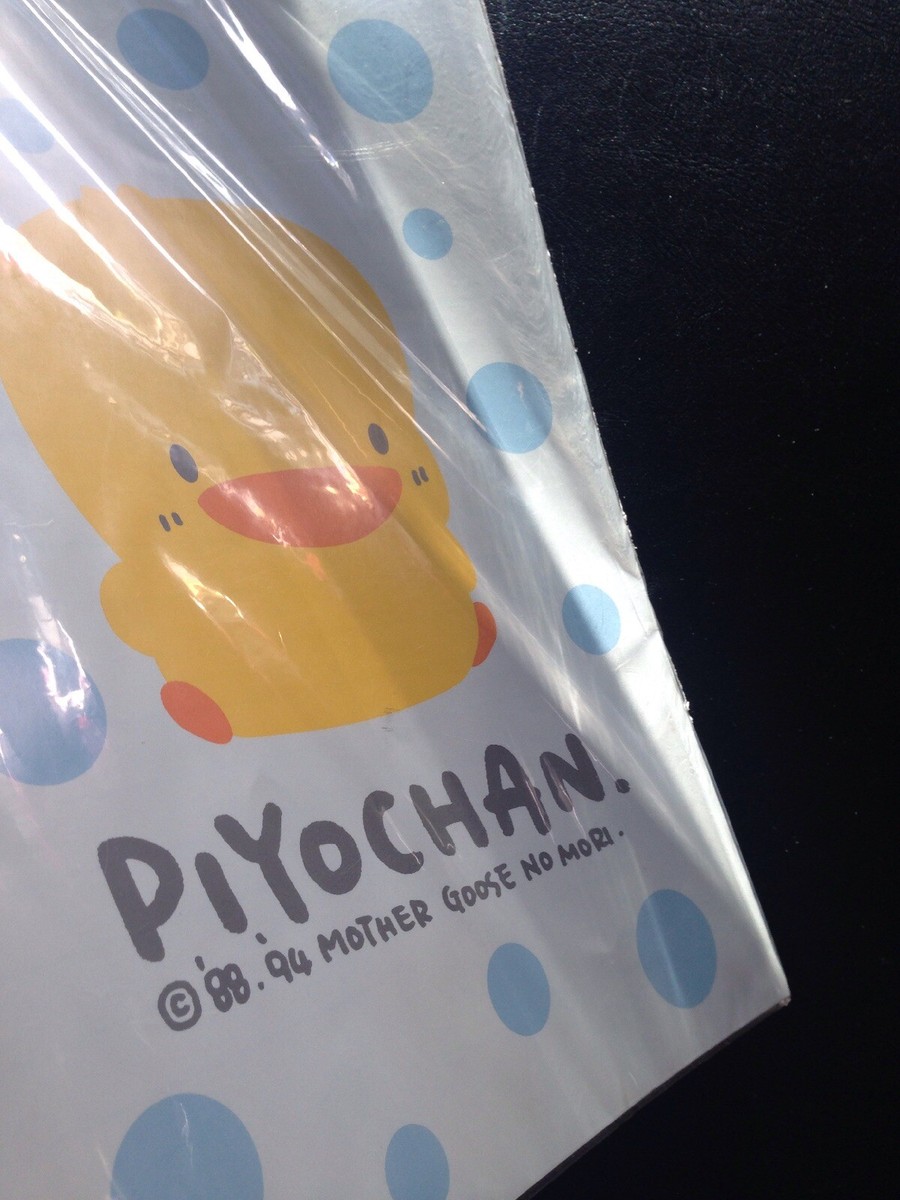 PiYoCHAN.
©'88.'94 MOTHER GOOSE NO MORI.